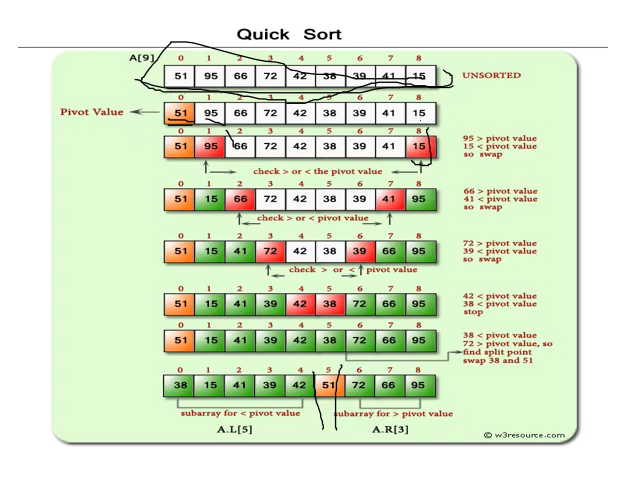 Quick Sort
0 1 2 3 4 5 6 7 8
A[9] 51 95 66 72 42 38 39 41 15 UNSORTED
Pivot Value 51 95 66 72 42 38 39 41 15
0 1 2 3 4 5 6 7 8
51 95 66 72 42 38 39 41 15
95 > pivot value
15 < pivot value
so swap
check > or < the pivot value
0 1 2 3 4 5 6 7 8
51 15 66 72 42 38 39 41 95
66 > pivot value
41 < pivot value
so swap
check > or < pivot value
0 1 2 3 4 5 6 7 8
51 15 41 72 42 38 39 66 95
72 > pivot value
39 < pivot value
so swap
check > or < pivot value
0 1 2 3 4 5 6 7 8
51 15 41 39 42 38 72 66 95
42 < pivot value
38 < pivot value
stop
0 1 2 3 4 5 6 7 8
51 15 41 39 42 38 72 66 95
38 < pivot value
72 > pivot value, so
find split point
swap 38 and 51
0 1 2 3 4 5 6 7 8
38 15 41 39 42 51 72 66 95
subarray for < pivot value subarray for > pivot value
A.L[5] A.R[3]
© w3resource.com